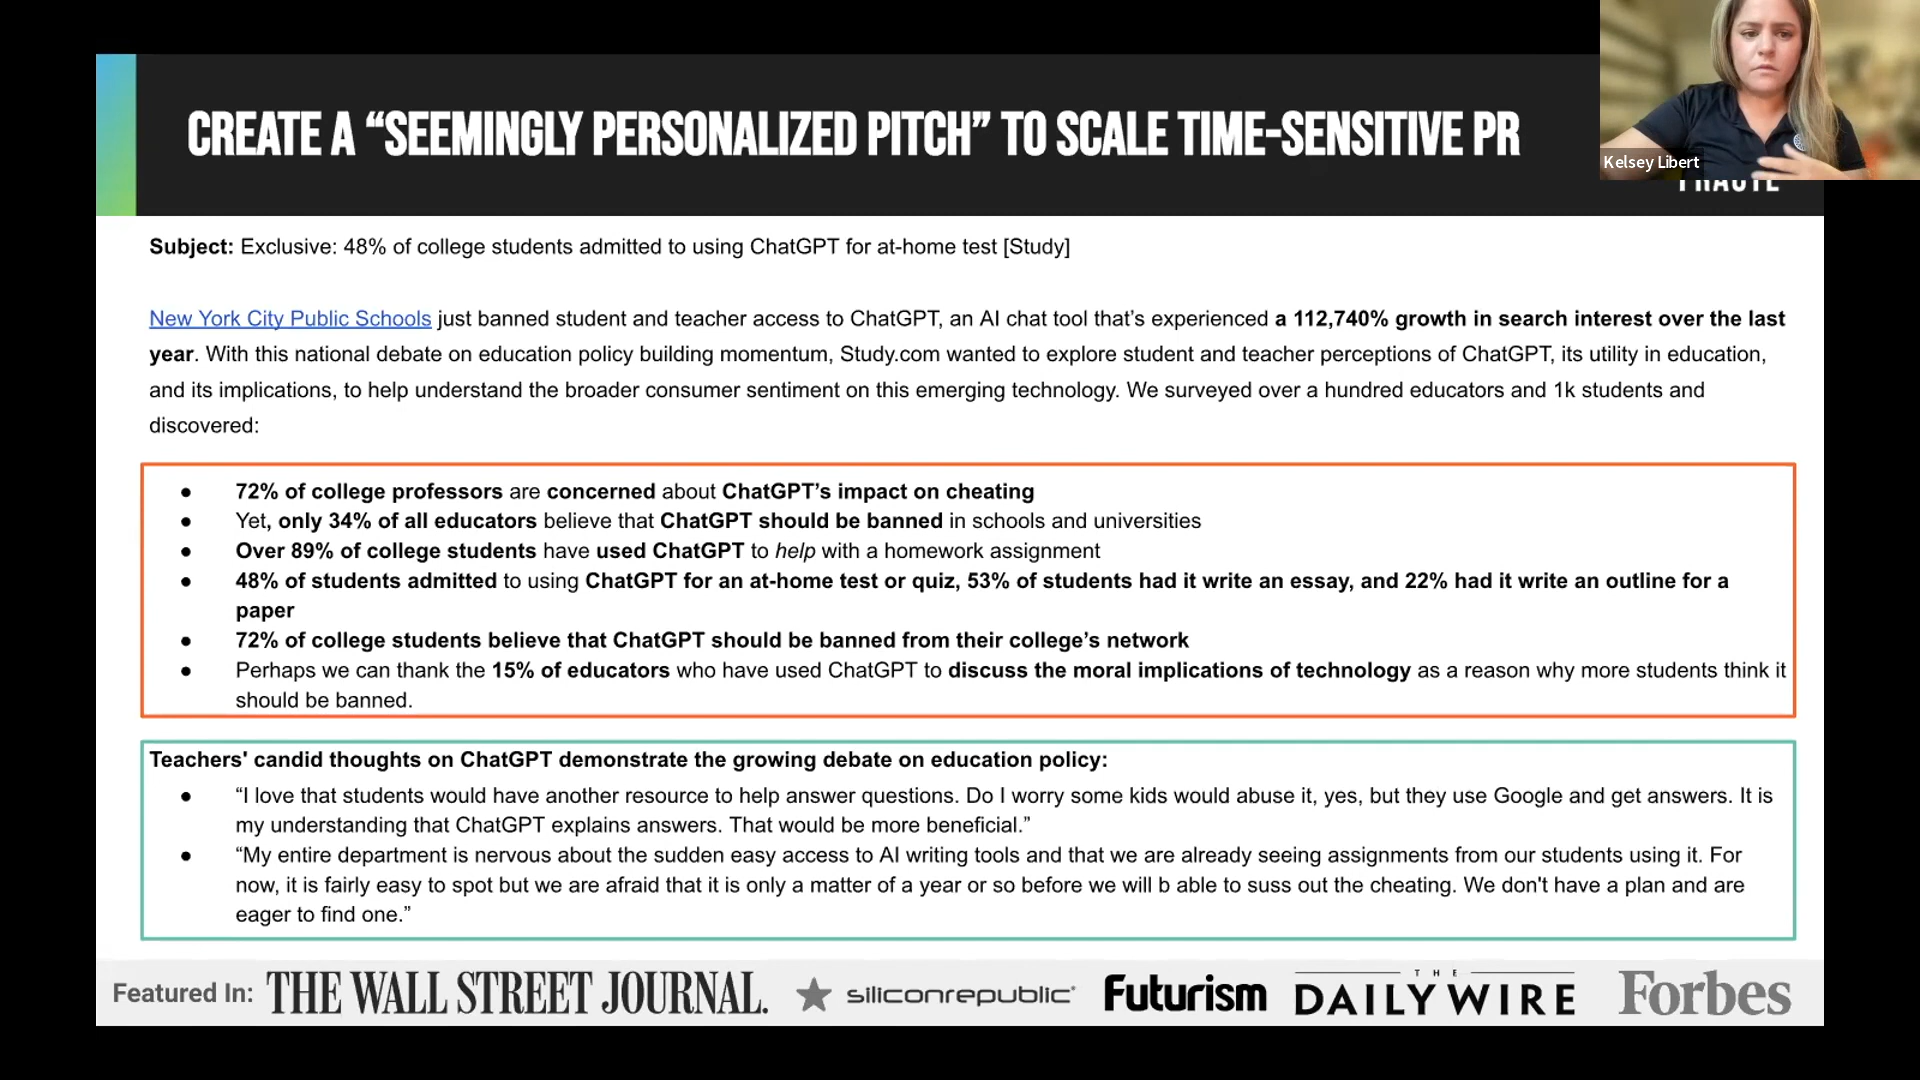 CREATE A “SEEMINGLY PERSONALIZED PITCH” TO SCALE TIME-SENSITIVE PR
Kelsey Libert
Subject: Exclusive: 48% of college students admitted to using ChatGPT for at-home test [Study]
New York City Public Schools just banned student and teacher access to ChatGPT, an AI chat tool that’s experienced a 112,740% growth in search interest over the last
year. With this national debate on education policy building momentum, Study.com wanted to explore student and teacher perceptions of ChatGPT, its utility in education,
and its implications, to help understand the broader consumer sentiment on this emerging technology. We surveyed over a hundred educators and 1k students and
discovered:
● 72% of college professors are concerned about ChatGPT’s impact on cheating
● Yet, only 34% of all educators believe that ChatGPT should be banned in schools and universities
● Over 89% of college students have used ChatGPT to help with a homework assignment
● 48% of students admitted to using ChatGPT for an at-home test or quiz, 53% of students had it write an essay, and 22% had it write an outline for a
paper
● 72% of college students believe that ChatGPT should be banned from their college’s network
● Perhaps we can thank the 15% of educators who have used ChatGPT to discuss the moral implications of technology as a reason why more students think it
should be banned.
Teachers' candid thoughts on ChatGPT demonstrate the growing debate on education policy:
● “I love that students would have another resource to help answer questions. Do I worry some kids would abuse it, yes, but they use Google and get answers. It is
my understanding that ChatGPT explains answers. That would be more beneficial.”
● “My entire department is nervous about the sudden easy access to AI writing tools and that we are already seeing assignments from our students using it. For
now, it is fairly easy to spot but we are afraid that it is only a matter of a year or so before we will b able to suss out the cheating. We don't have a plan and are
eager to find one.”
Featured In: THE WALL STREET JOURNAL. siliconrepublic Futurism THE DAILY WIRE Forbes